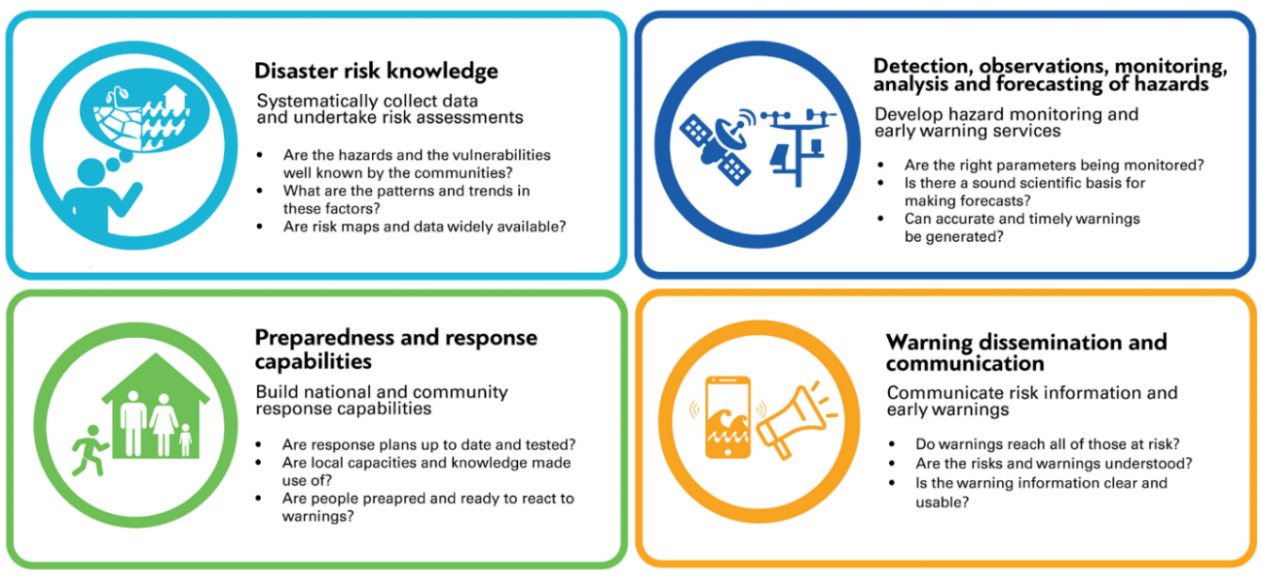 Disaster risk knowledge
Systematically collect data
and undertake risk assessments
• Are the hazards and the vulnerabilities
well known by the communities?
• What are the patterns and trends in
these factors?
• Are risk maps and data widely available?
Detection, observations, monitoring,
analysis and forecasting of hazards
Develop hazard monitoring and
early warning services
• Are the right parameters being monitored?
• Is there a sound scientific basis for
making forecasts?
• Can accurate and timely warnings
be generated?
Preparedness and response
capabilities
Build national and community
response capabilities
• Are response plans up to date and tested?
• Are local capacities and knowledge made
use of?
• Are people preapred and ready to react to
warnings?
Warning dissemination and
communication
Communicate risk information and
early warnings
• Do warnings reach all of those at risk?
• Are the risks and warnings understood?
• Is the warning information clear and
usable?